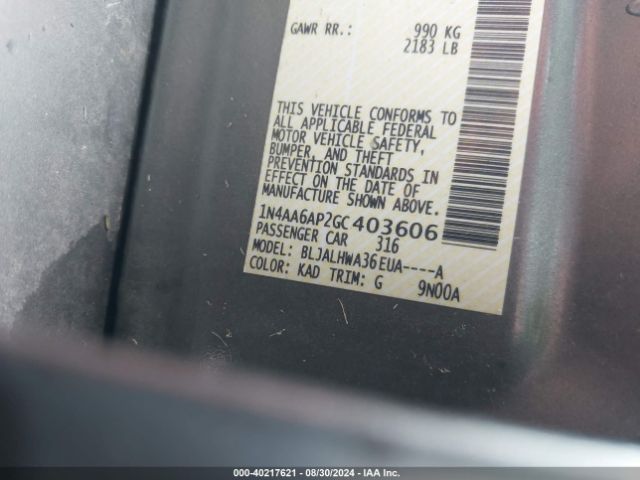 GAWR RR.: 990 KG
2183 LB
THIS VEHICLE CONFORMS TO
ALL APPLICABLE FEDERAL
MOTOR VEHICLE SAFETY,
BUMPER, AND THEFT
PREVENTION STANDARDS IN
EFFECT ON THE DATE OF
MANUFACTURE SHOWN ABOVE.
1N4AA6AP2GC403606
PASSENGER CAR 316
MODEL: BLJALHWA36EUA----A
COLOR: KAD TRIM: G 9N00A
000-40217621 - 08/30/2024 - IAA Inc.